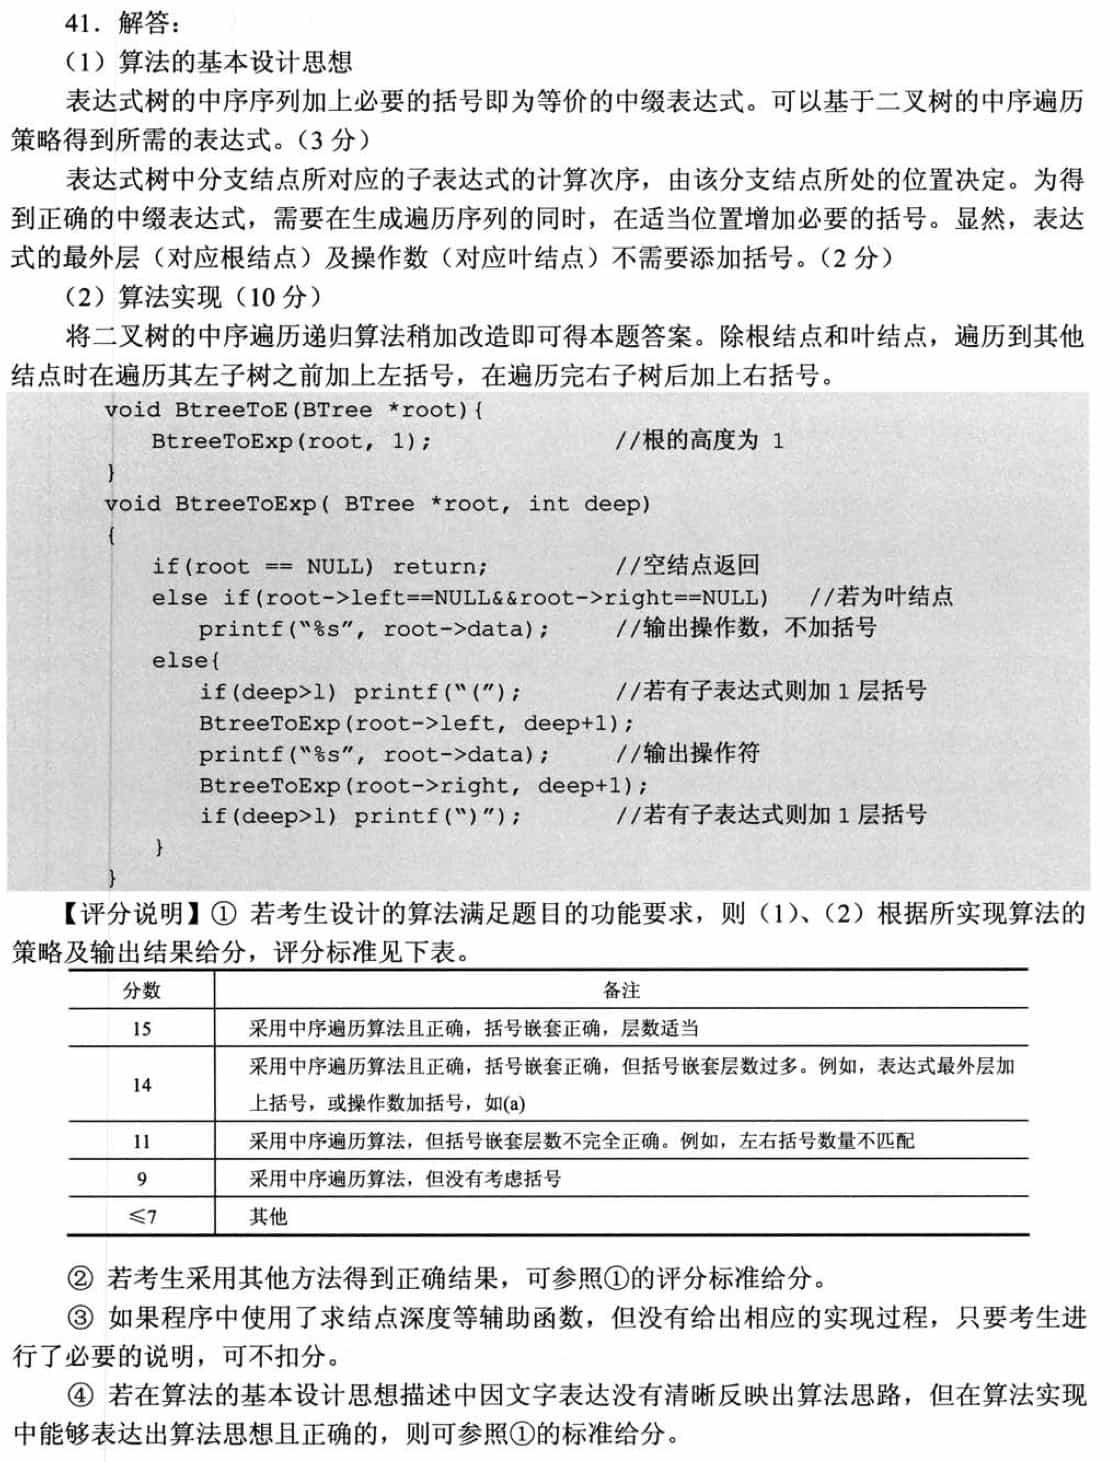 41．解答：
（1）算法的基本设计思想
表达式树的中序序列加上必要的括号即为等价的中缀表达式。可以基于二叉树的中序遍历
策略得到所需的表达式。（3 分）
表达式树中分支结点所对应的子表达式的计算次序，由该分支结点所处的位置决定。为得
到正确的中缀表达式，需要在生成遍历序列的同时，在适当位置增加必要的括号。显然，表达
式的最外层（对应根结点）及操作数（对应叶结点）不需要添加括号。（2 分）
（2）算法实现（10 分）
将二叉树的中序遍历递归算法稍加改造即可得本题答案。除根结点和叶结点，遍历到其他
结点时在遍历其左子树之前加上左括号，在遍历完右子树后加上右括号。
void BtreeToE(BTree *root){
BtreeToExp(root, 1); //根的高度为 1
}
void BtreeToExp( BTree *root, int deep)
{
if(root == NULL) return; //空结点返回
else if(root->left==NULL&&root->right==NULL) //若为叶结点
printf(“%s”, root->data); //输出操作数，不加括号
else{
if(deep>1) printf(“(”); //若有子表达式则加 1 层括号
BtreeToExp(root->left, deep+1);
printf(“%s”, root->data); //输出操作符
BtreeToExp(root->right, deep+1);
if(deep>1) printf(“)”); //若有子表达式则加 1 层括号
}
}
【评分说明】① 若考生设计的算法满足题目的功能要求，则（1）、（2）根据所实现算法的
策略及输出结果给分，评分标准见下表。
分数 备注
15 采用中序遍历算法且正确，括号嵌套正确，层数适当
14 采用中序遍历算法且正确，括号嵌套正确，但括号嵌套层数过多。例如，表达式最外层加
上括号，或操作数加括号，如(a)
11 采用中序遍历算法，但括号嵌套层数不完全正确。例如，左右括号数量不匹配
9 采用中序遍历算法，但没有考虑括号
≤7 其他
② 若考生采用其他方法得到正确结果，可参照①的评分标准给分。
③ 如果程序中使用了求结点深度等辅助函数，但没有给出相应的实现过程，只要考生进
行了必要的说明，可不扣分。
④ 若在算法的基本设计思想描述中因文字表达没有清晰反映出算法思路，但在算法实现
中能够表达出算法思想且正确的，则可参照①的标准给分。